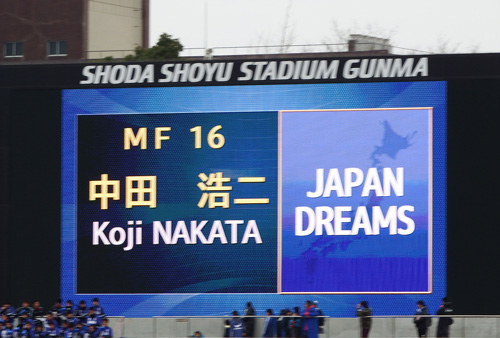 SHODA SHOYU STADIUM GUNMA
MF 16
中田　浩二
Koji NAKATA
JAPAN
DREAMS